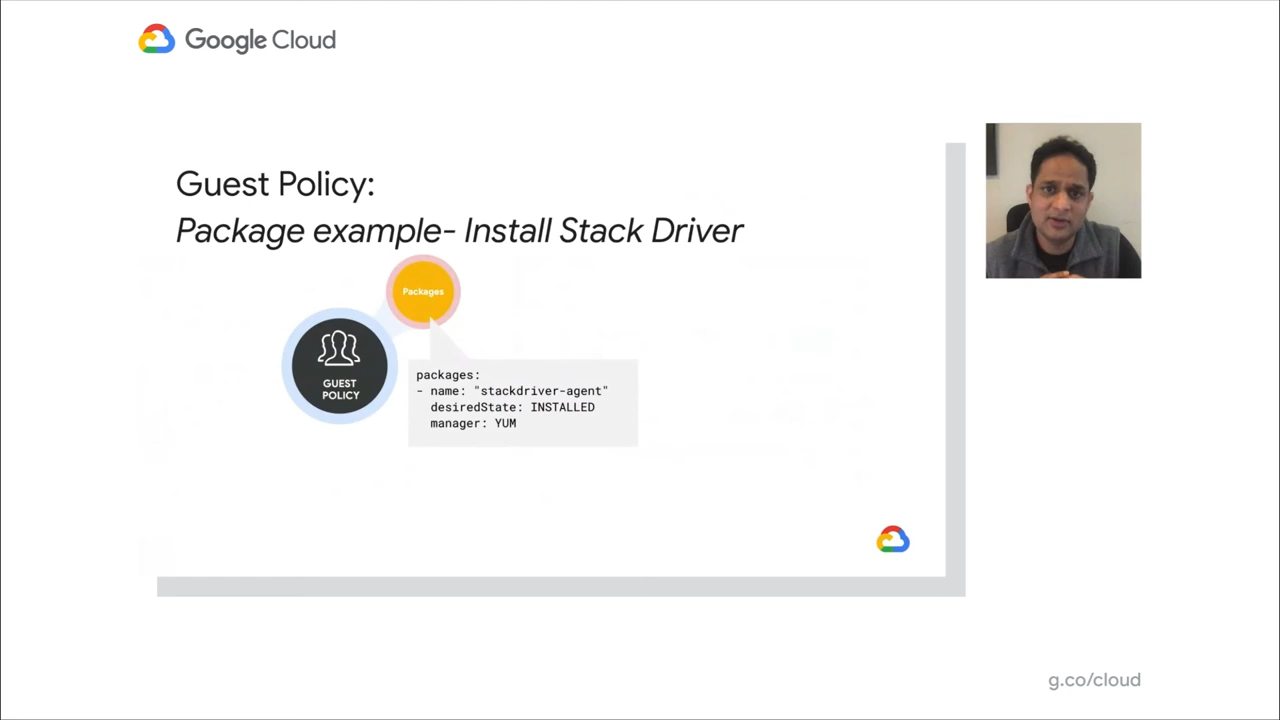 Google Cloud
Guest Policy:
Package example- Install Stack Driver
Packages
GUEST
POLICY
packages:
- name: "stackdriver-agent"
desiredState: INSTALLED
manager: YUM
g.co/cloud